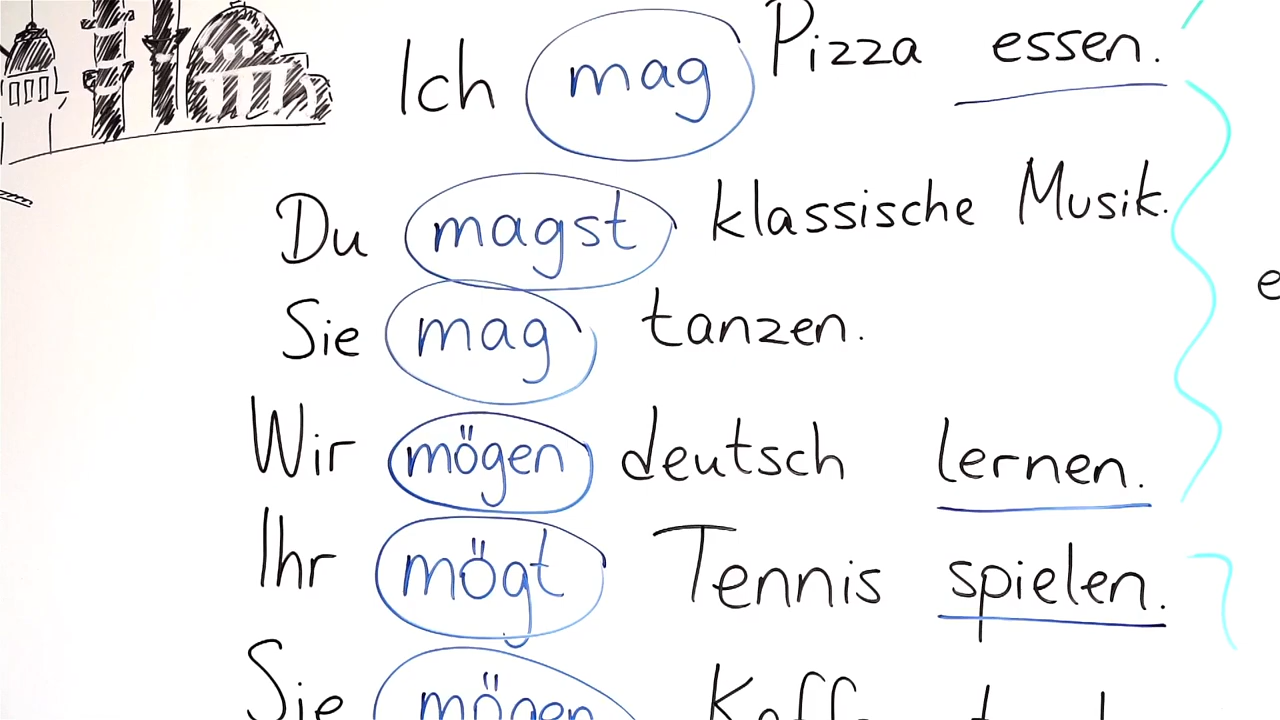 Ich mag Pizza essen.
Du magst klassische Musik.
Sie mag tanzen.
Wir mögen deutsch lernen.
Ihr mögt Tennis spielen.
Sie mögen